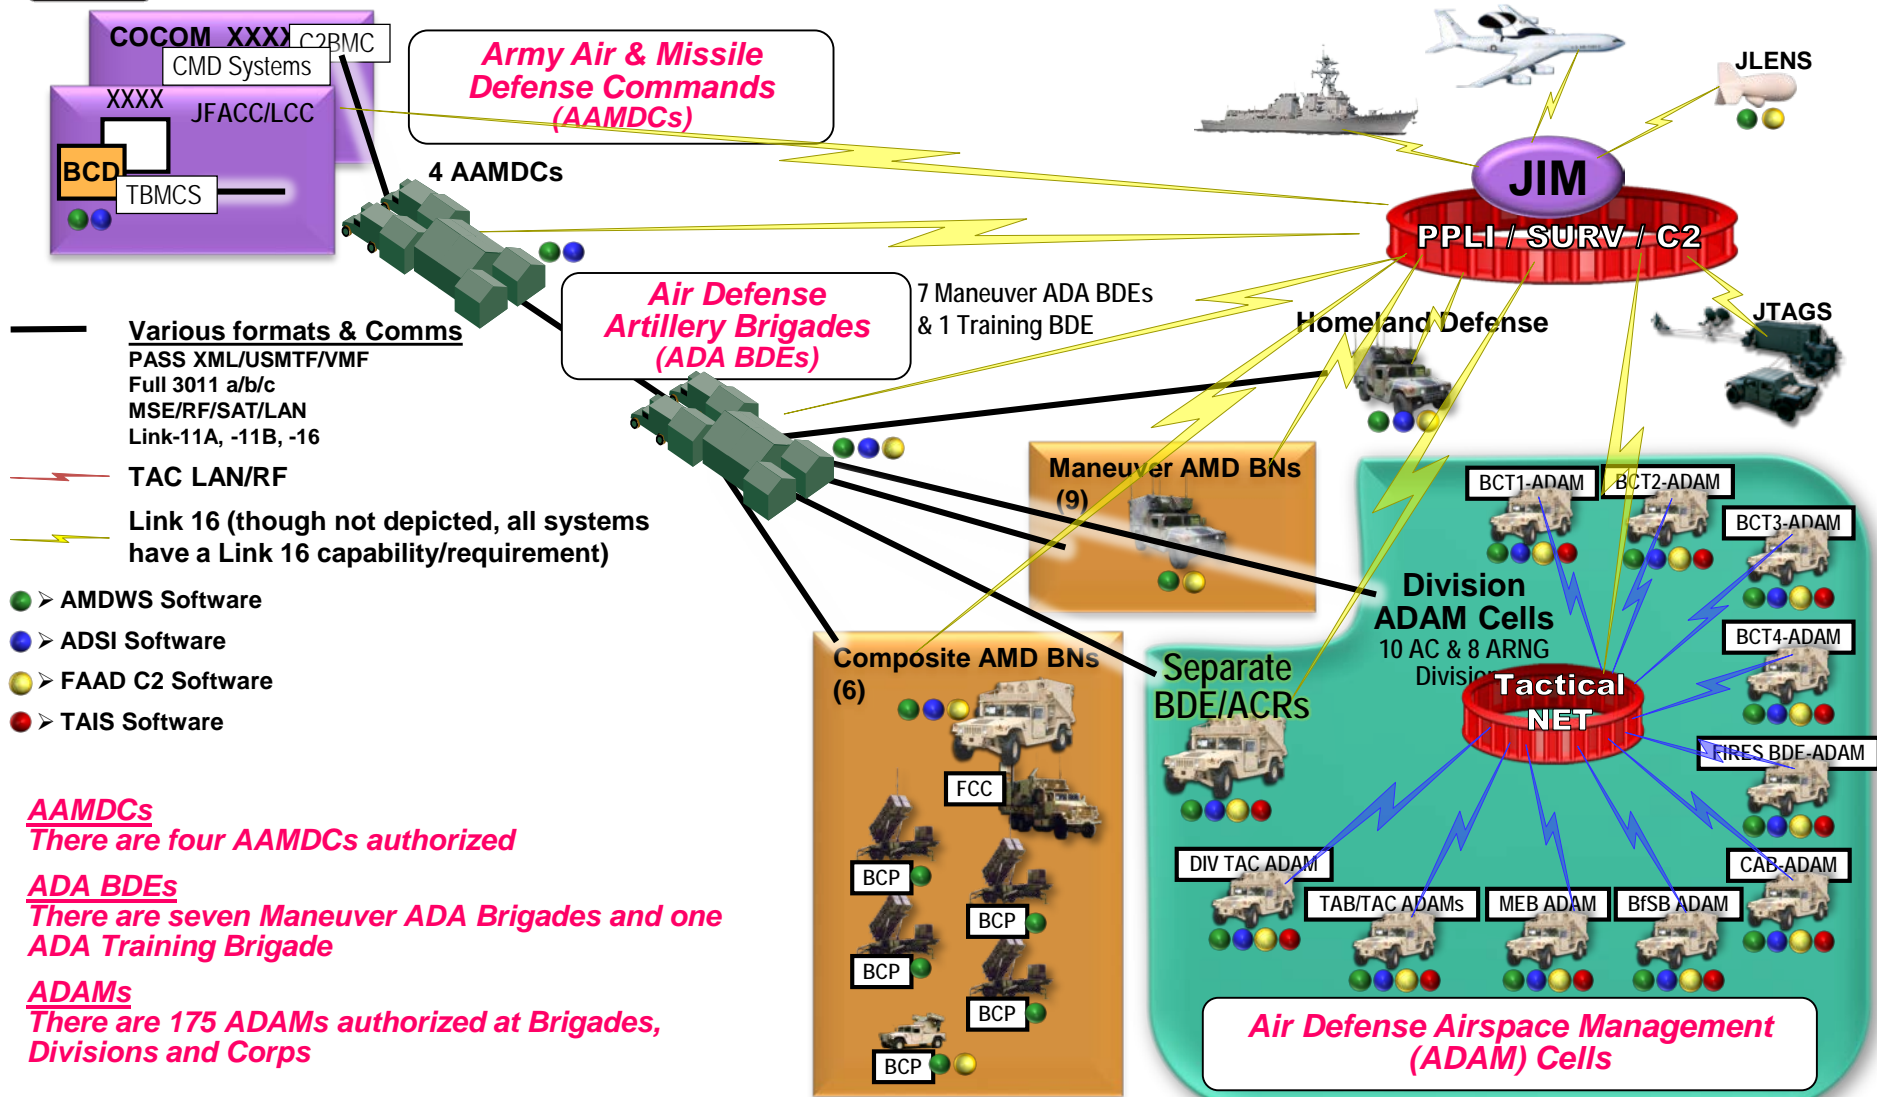 COCOM XXXX
C2BMC
CMD Systems
XXXX
JFACC/LCC
BCD
TBMCS
Army Air & Missile
Defense Commands
(AAMDCs)
4 AAMDCs
JLENS
JIM
PPLI / SURV / C2
Air Defense
Artillery Brigades
(ADA BDEs)
7 Maneuver ADA BDEs
& 1 Training BDE
Homeland Defense
JTAGS
Various formats & Comms
PASS XML/USMTF/VMF
Full 3011 a/b/c
MSE/RF/SAT/LAN
Link-11A, -11B, -16
TAC LAN/RF
Link 16 (though not depicted, all systems
have a Link 16 capability/requirement)
➢ AMDWS Software
➢ ADSI Software
➢ FAAD C2 Software
➢ TAIS Software
AAMDCs
There are four AAMDCs authorized
ADA BDEs
There are seven Maneuver ADA Brigades and one
ADA Training Brigade
ADAMs
There are 175 ADAMs authorized at Brigades,
Divisions and Corps
Maneuver AMD BNs
(9)
Composite AMD BNs
(6)
FCC
BCP
BCP
BCP
BCP
BCP
Separate
BDE/ACRs
Division
ADAM Cells
10 AC & 8 ARNG
Division
Tactical
NET
BCT1-ADAM
BCT2-ADAM
BCT3-ADAM
BCT4-ADAM
FIRES BDE-ADAM
CAB-ADAM
DIV TAC ADAM
TAB/TAC ADAMs
MEB ADAM
BfSB ADAM
Air Defense Airspace Management
(ADAM) Cells